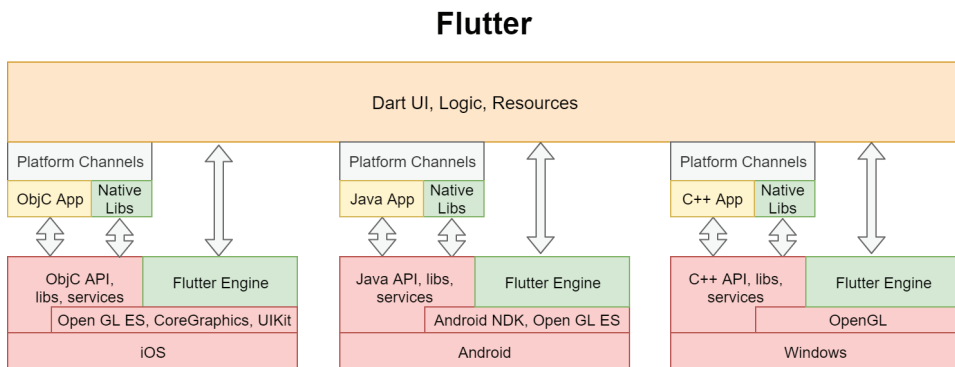 Flutter
Dart UI, Logic, Resources
Platform Channels
ObjC App
Native
Libs
ObjC API,
libs, services
Flutter Engine
Open GL ES, CoreGraphics, UIKit
iOS
Platform Channels
Java App
Native
Libs
Java API, libs,
services
Flutter Engine
Android NDK, Open GL ES
Android
Platform Channels
C++ App
Native
Libs
C++ API, libs,
services
Flutter Engine
OpenGL
Windows